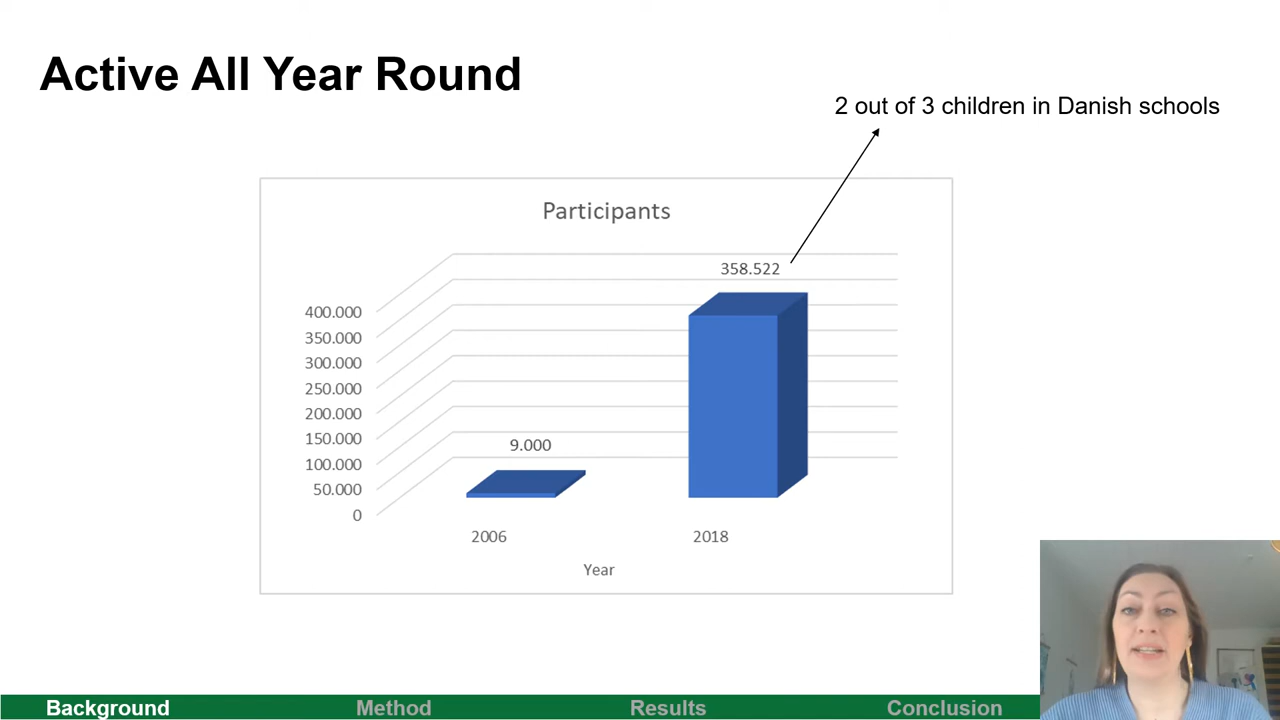 Active All Year Round
2 out of 3 children in Danish schools
Participants
358.522
400.000
350.000
300.000
250.000
200.000
150.000
100.000
50.000
0
9.000
2006
2018
Year
Background
Method
Results
Conclusion